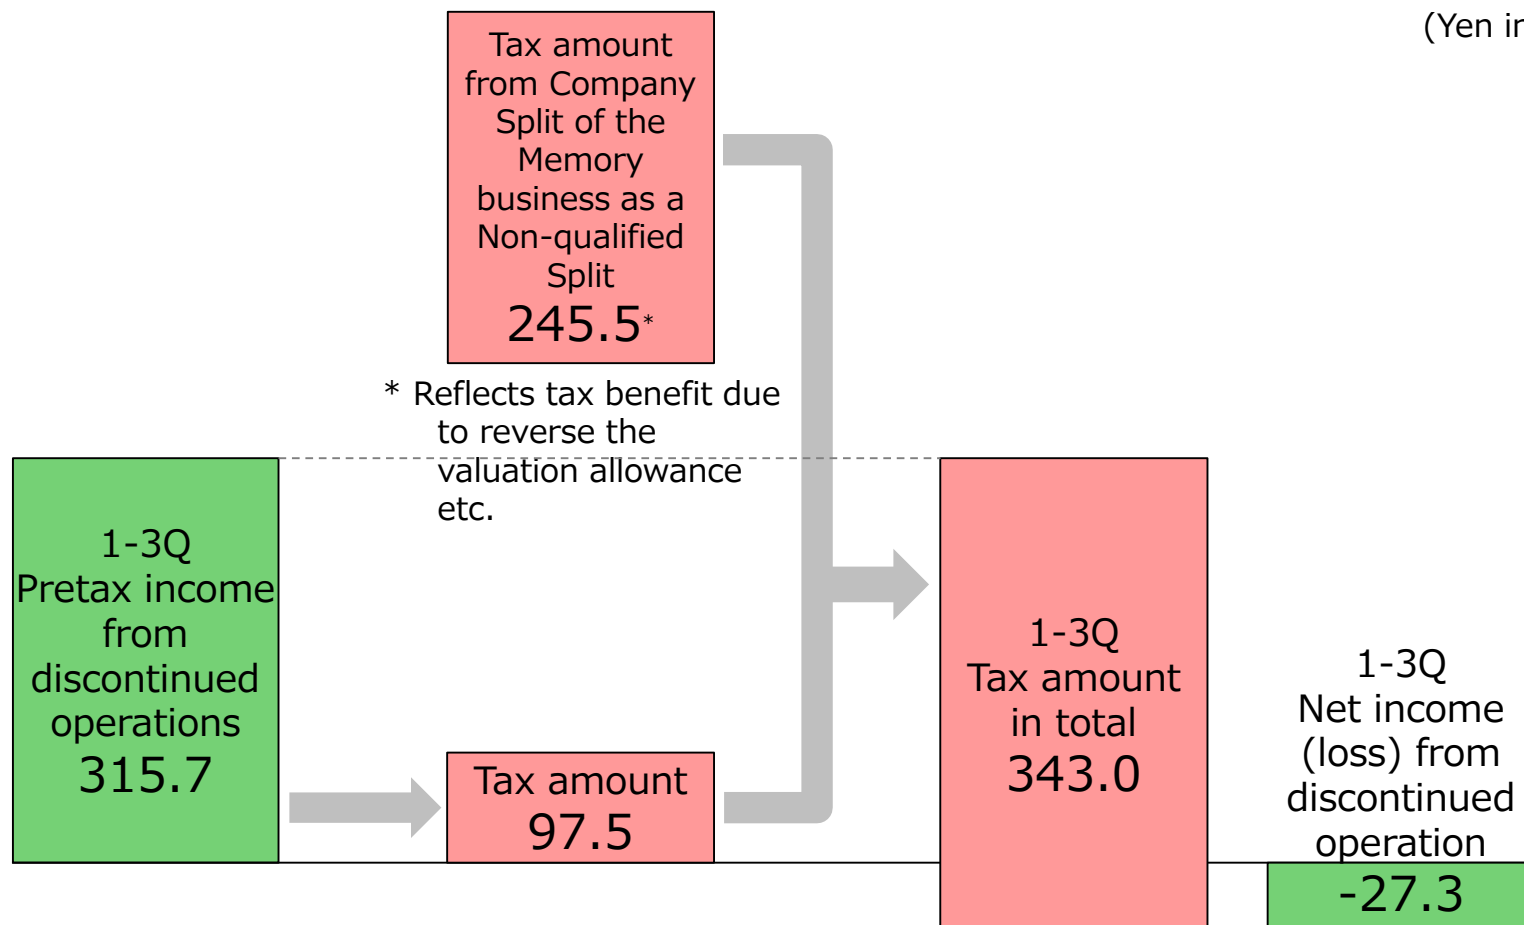 (Yen in
Tax amount
from Company
Split of the
Memory
business as a
Non-qualified
Split
245.5*
* Reflects tax benefit due
to reverse the
valuation allowance
etc.
1-3Q
Pretax income
from
discontinued
operations
315.7
Tax amount
97.5
1-3Q
Tax amount
in total
343.0
1-3Q
Net income
(loss) from
discontinued
operation
-27.3